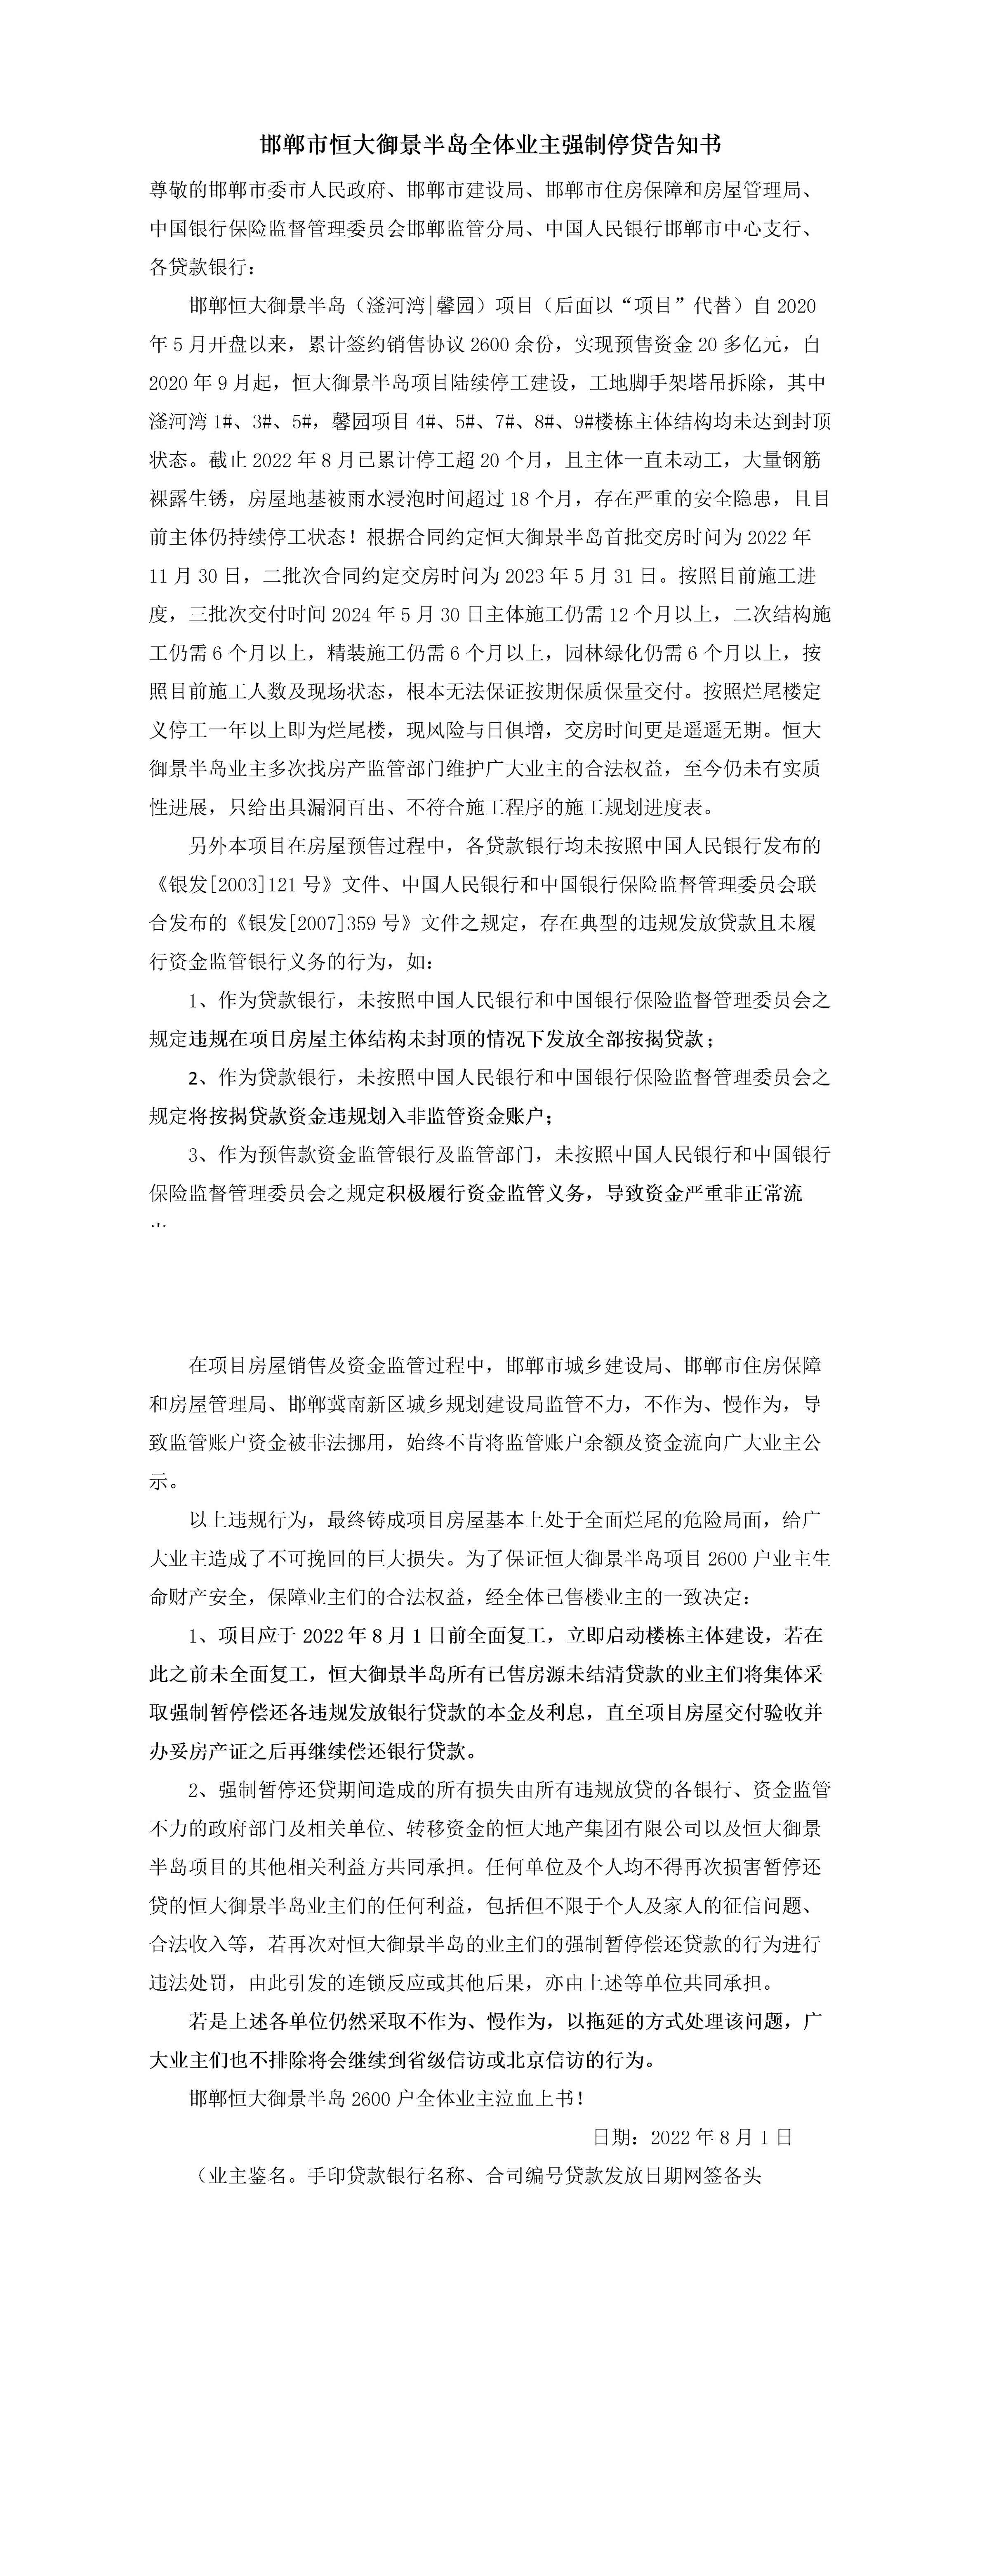 邯郸市恒大御景半岛全体业主强制停贷告知书
尊敬的邯郸市委市人民政府、邯郸市建设局、邯郸市住房保障和房屋管理局、
中国银行保险监督管理委员会邯郸监管分局、中国人民银行邯郸市中心支行、
各贷款银行：
邯郸恒大御景半岛（滏河湾|馨园）项目（后面以“项目”代替）自 2020
年 5 月开盘以来，累计签约销售协议 2600 余份，实现预售资金 20 多亿元，自
2020 年 9 月起，恒大御景半岛项目陆续停工建设，工地脚手架塔吊拆除，其中
滏河湾 1#、3#、5#，馨园项目 4#、5#、7#、8#、9#楼栋主体结构均未达到封顶
状态。截止 2022 年 8 月已累计停工超 20 个月，且主体一直未动工，大量钢筋
裸露生锈，房屋地基被雨水浸泡时间超过 18 个月，存在严重的安全隐患，且目
前主体仍持续停工状态！根据合同约定恒大御景半岛首批交房时问为 2022 年
11 月 30 日，二批次合同约定交房时问为 2023 年 5 月 31 日。按照目前施工进
度，三批次交付时间 2024 年 5 月 30 日主体施工仍需 12 个月以上，二次结构施
工仍需 6 个月以上，精装施工仍需 6 个月以上，园林绿化仍需 6 个月以上，按
照目前施工人数及现场状态，根本无法保证按期保质保量交付。按照烂尾楼定
义停工一年以上即为烂尾楼，现风险与日俱增，交房时间更是遥遥无期。恒大
御景半岛业主多次找房产监管部门维护广大业主的合法权益，至今仍未有实质
性进展，只给出具漏洞百出、不符合施工程序的施工规划进度表。
另外本项目在房屋预售过程中，各贷款银行均未按照中国人民银行发布的
《银发[2003]121 号》文件、中国人民银行和中国银行保险监督管理委员会联
合发布的《银发[2007]359 号》文件之规定，存在典型的违规发放贷款且未履
行资金监管银行义务的行为，如：
1、作为贷款银行，未按照中国人民银行和中国银行保险监督管理委员会之
规定违规在项目房屋主体结构未封顶的情况下发放全部按揭贷款；
2、作为贷款银行，未按照中国人民银行和中国银行保险监督管理委员会之
规定将按揭贷款资金违规划入非监管资金账户；
3、作为预售款资金监管银行及监管部门，未按照中国人民银行和中国银行
保险监督管理委员会之规定积极履行资金监管义务，导致资金严重非正常流
在项目房屋销售及资金监管过程中，邯郸市城乡建设局、邯郸市住房保障
和房屋管理局、邯郸冀南新区城乡规划建设局监管不力，不作为、慢作为，导
致监管账户资金被非法挪用，始终不肯将监管账户余额及资金流向广大业主公
示。
以上违规行为，最终铸成项目房屋基本上处于全面烂尾的危险局面，给广
大业主造成了不可挽回的巨大损失。为了保证恒大御景半岛项目 2600 户业主生
命财产安全，保障业主们的合法权益，经全体已售楼业主的一致决定：
1、项目应于 2022 年 8 月 1 日前全面复工，立即启动楼栋主体建设，若在
此之前未全面复工，恒大御景半岛所有已售房源未结清贷款的业主们将集体采
取强制暂停偿还各违规发放银行贷款的本金及利息，直至项目房屋交付验收并
办妥房产证之后再继续偿还银行贷款。
2、强制暂停还贷期间造成的所有损失由所有违规放贷的各银行、资金监管
不力的政府部门及相关单位、转移资金的恒大地产集团有限公司以及恒大御景
半岛项目的其他相关利益方共同承担。任何单位及个人均不得再次损害暂停还
贷的恒大御景半岛业主们的任何利益，包括但不限于个人及家人的征信问题、
合法收入等，若再次对恒大御景半岛的业主们的强制暂停偿还贷款的行为进行
违法处罚，由此引发的连锁反应或其他后果，亦由上述等单位共同承担。
若是上述各单位仍然采取不作为、慢作为，以拖延的方式处理该问题，广
大业主们也不排除将会继续到省级信访或北京信访的行为。
邯郸恒大御景半岛 2600 户全体业主泣血上书！
日期：2022 年 8 月 1 日
（业主鉴名。手印贷款银行名称、合司编号贷款发放日期网签备头